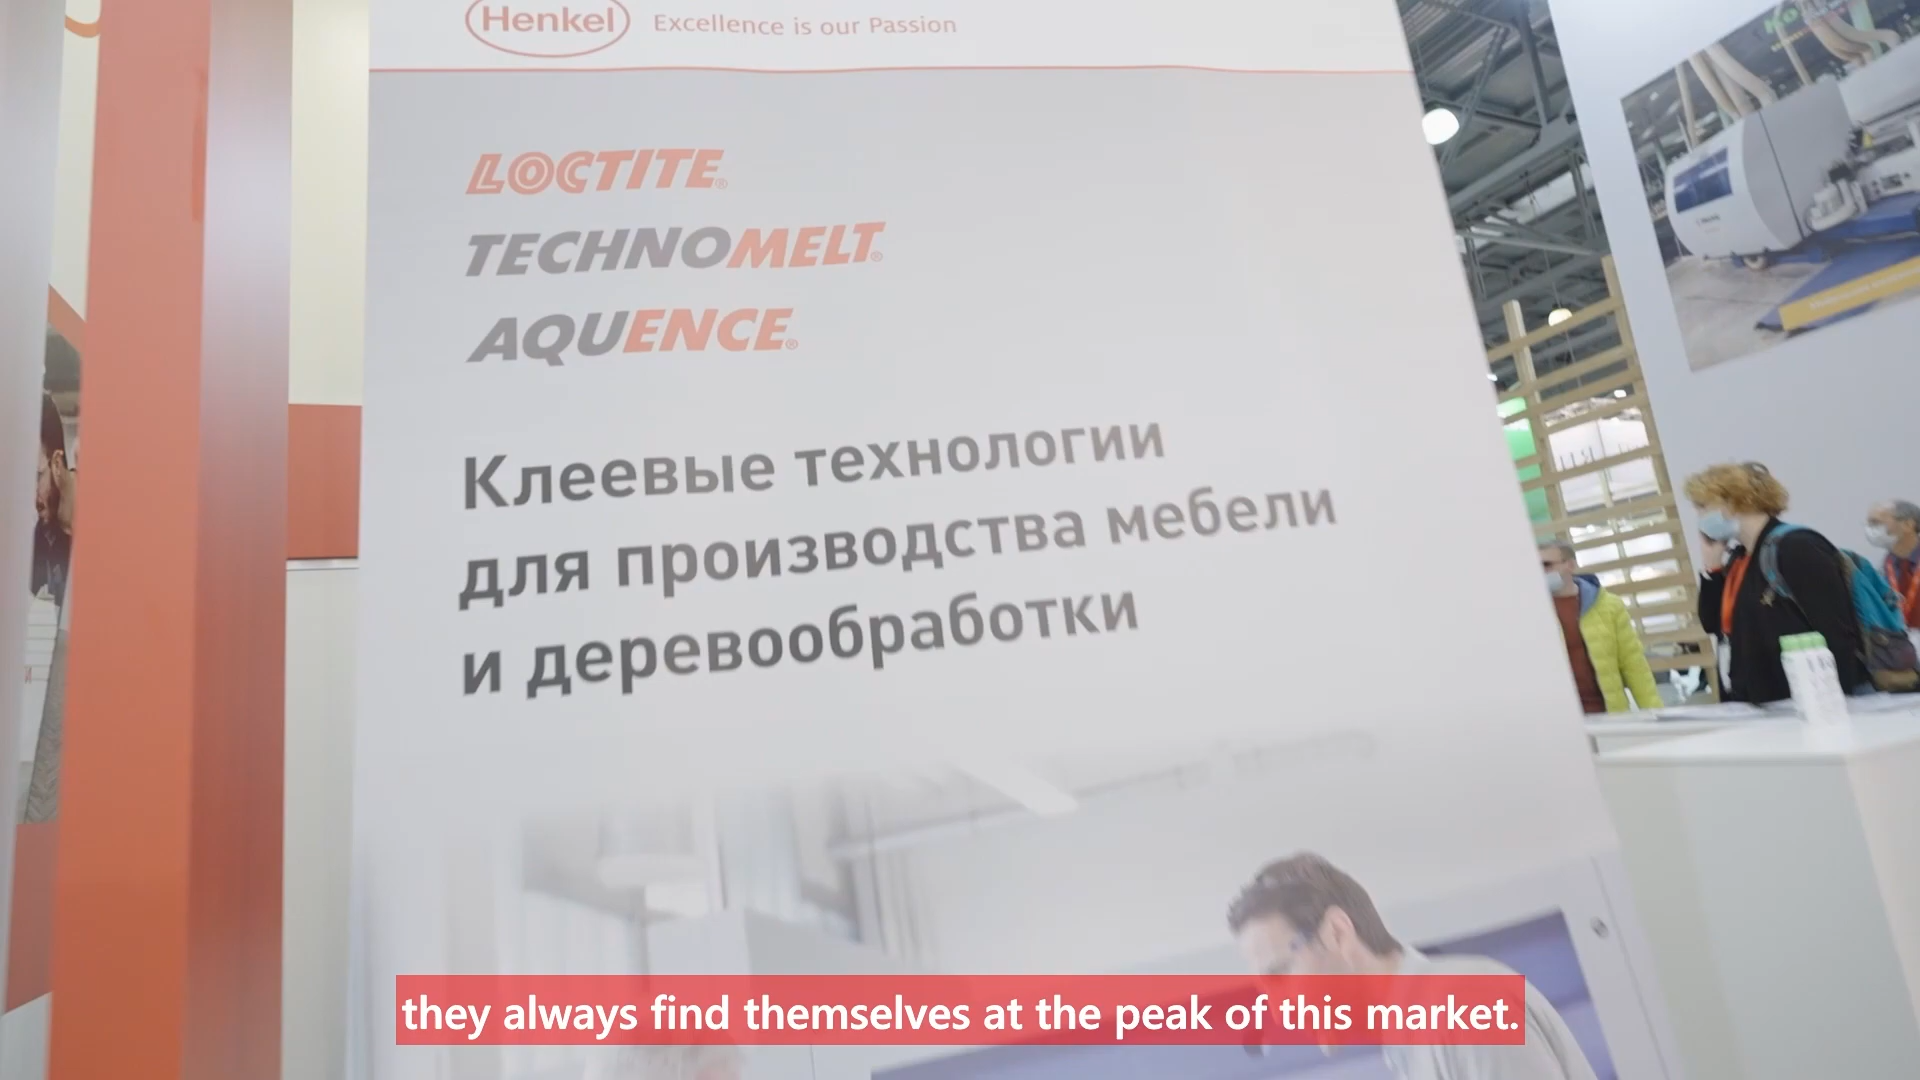 Henkel Excellence is our Passion
LOCTITE®
TECHNOMELT®
AQUENCE®
Клеевые технологии
для производства мебели
и деревообработки
they always find themselves at the peak of this market.